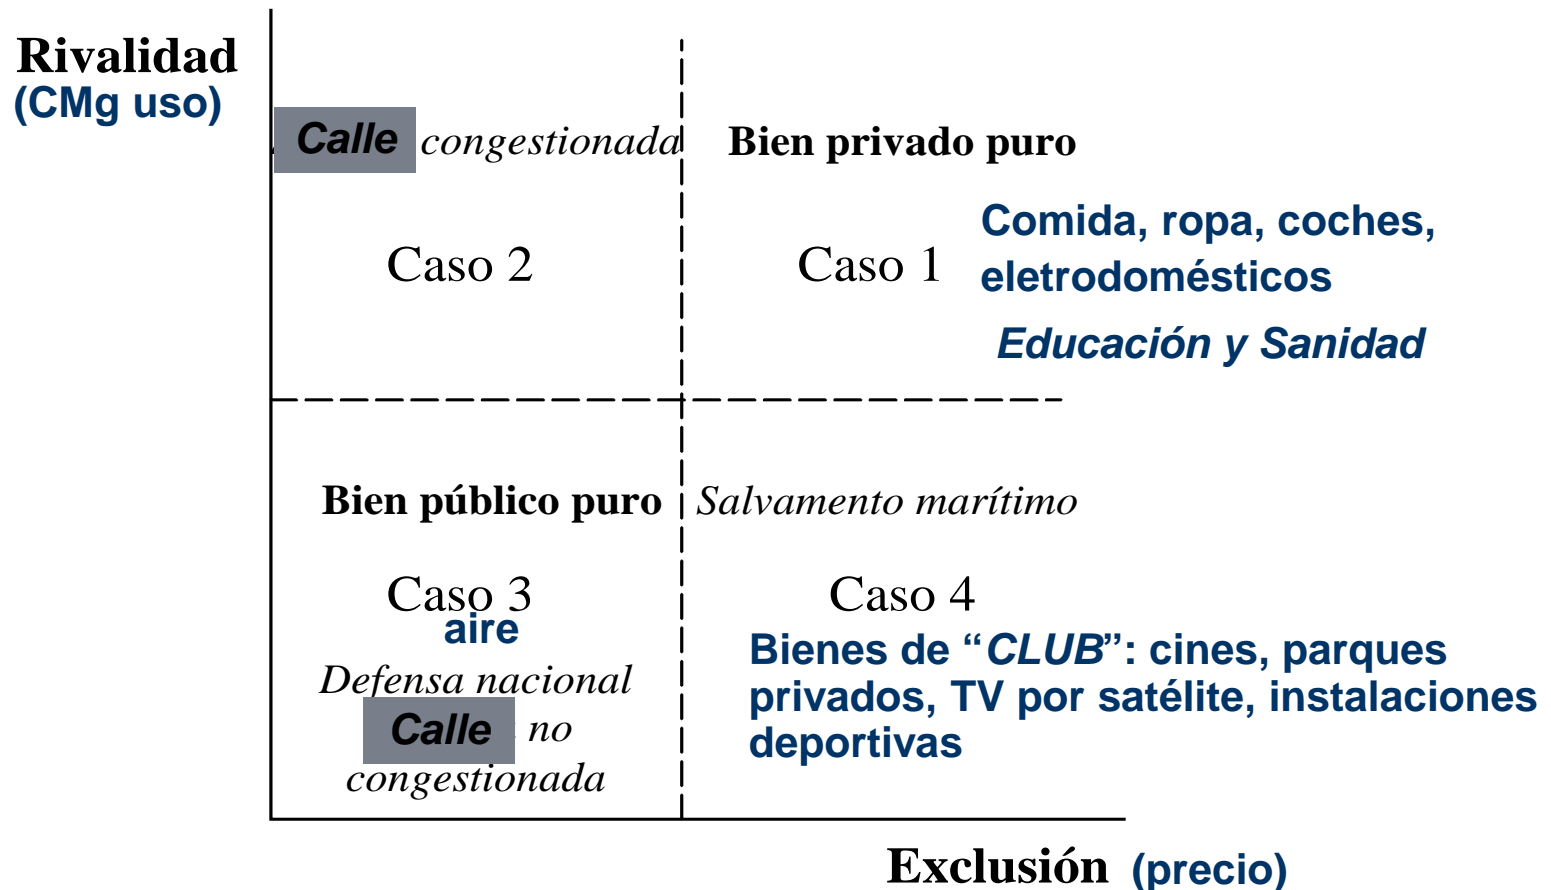 Rivalidad
(CMg uso)
Calle congestionada
Bien privado puro
Caso 2
Caso 1
Comida, ropa, coches,
eletrodomésticos
Educación y Sanidad
Bien público puro
Salvamento marítimo
Caso 3
aire
Defensa nacional
Calle no
congestionada
Caso 4
Bienes de “CLUB”: cines, parques
privados, TV por satélite, instalaciones
deportivas
Exclusión (precio)